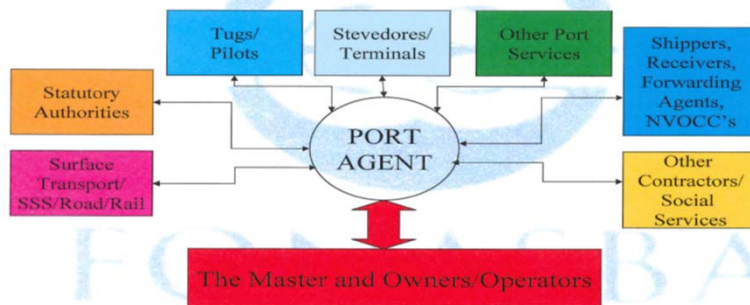 Tugs/
Pilots
Stevedores/
Terminals
Other Port
Services
Shippers,
Receivers,
Forwarding
Agents,
NVOCC's
Statutory
Authorities
PORT
AGENT
Surface
Transport/
SSS/Road/Rail
Other
Contractors/
Social
Services
The Master and Owners/Operators
FONASBA